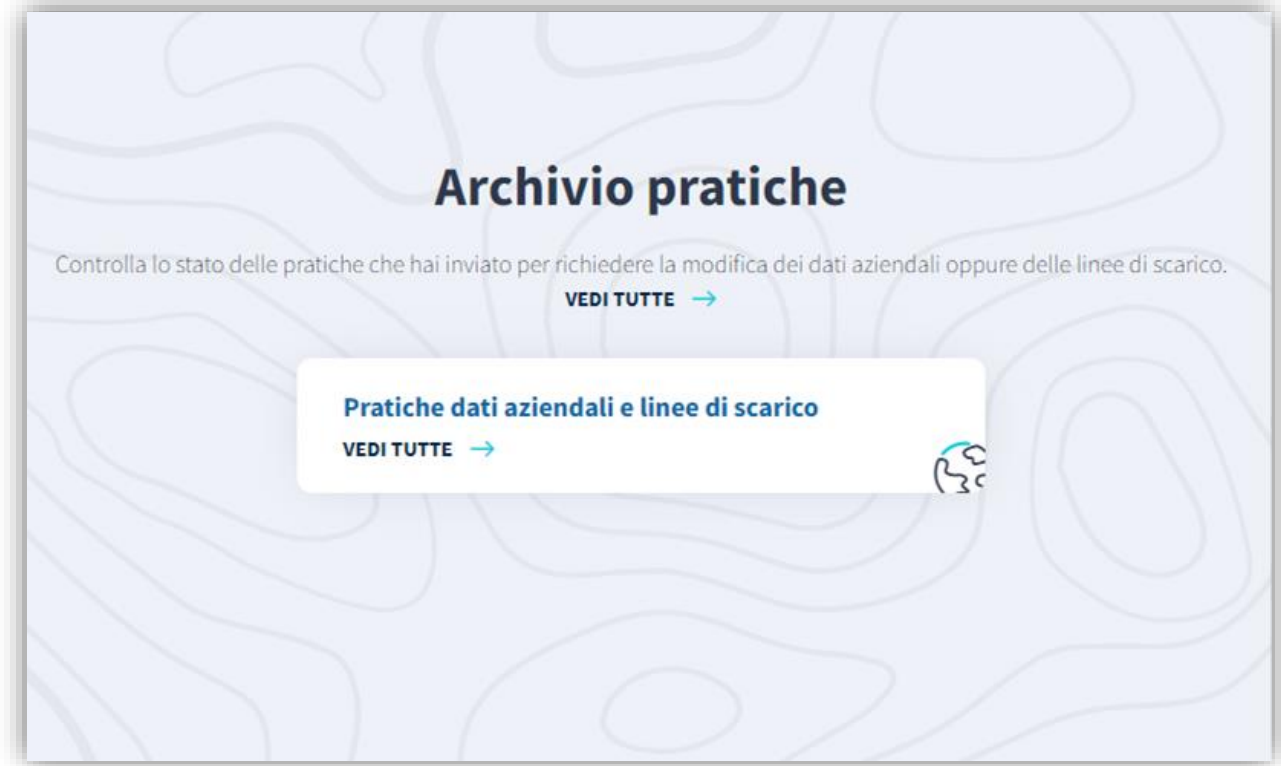 Archivio pratiche
Controlla lo stato delle pratiche che hai inviato per richiedere la modifica dei dati aziendali oppure delle linee di scarico.
VEDI TUTTE →
Pratiche dati aziendali e linee di scarico
VEDI TUTTE →